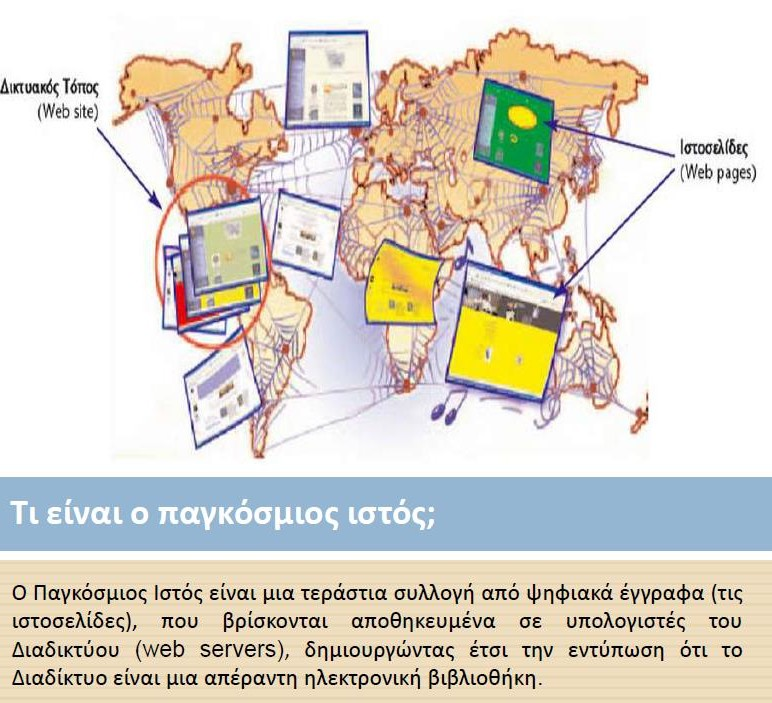 Δικτυακός Τόπος
(Web site)
Ιστοσελίδες
(Web pages)
Τι είναι ο παγκόσμιος ιστός;
Ο Παγκόσμιος Ιστός είναι μια τεράστια συλλογή από ψηφιακά έγγραφα (τις
ιστοσελίδες), που βρίσκονται αποθηκευμένα σε υπολογιστές του
Διαδικτύου (web servers), δημιουργώντας έτσι την εντύπωση ότι το
Διαδίκτυο είναι μια απέραντη ηλεκτρονική βιβλιοθήκη.